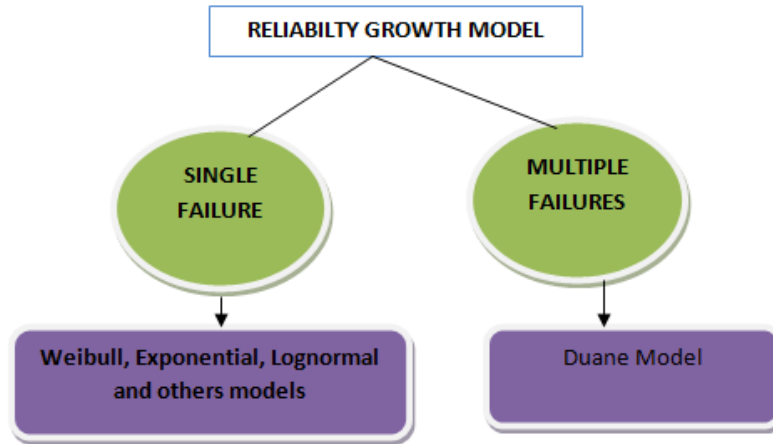 RELIABILTY GROWTH MODEL
SINGLE
FAILURE
MULTIPLE
FAILURES
Weibull, Exponential, Lognormal
and others models
Duane Model